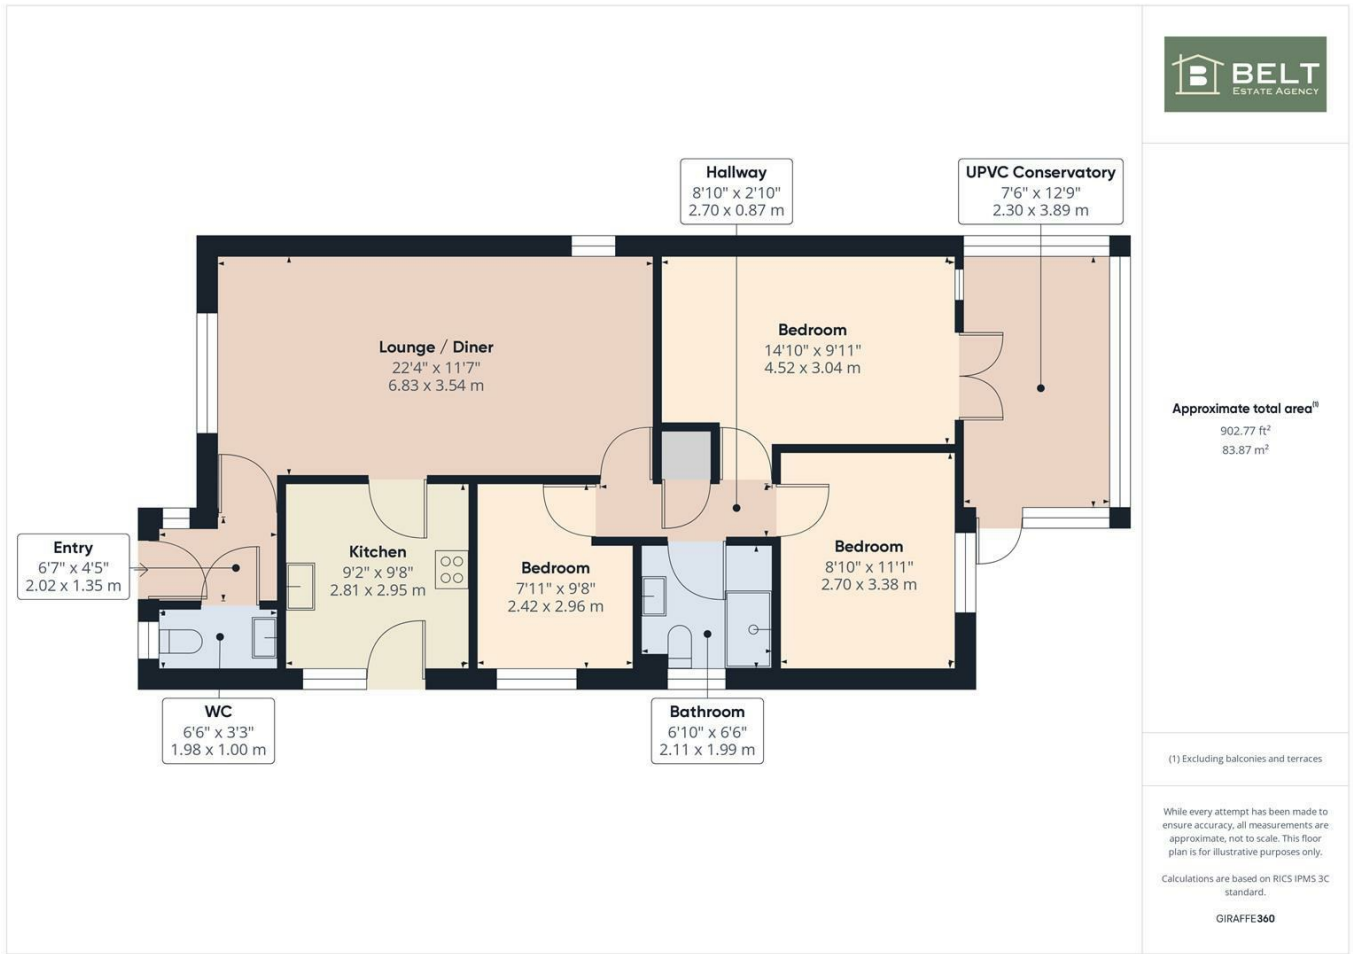 B BELT
ESTATE AGENCY
Hallway
8'10" x 2'10"
2.70 x 0.87 m
UPVC Conservatory
7'6" x 12'9"
2.30 x 3.89 m
Lounge / Diner
22'4" x 11'7"
6.83 x 3.54 m
Bedroom
14'10" x 9'11"
4.52 x 3.04 m
Approximate total area(1)
902.77 ft²
83.87 m²
Entry
6'7" x 4'5"
2.02 x 1.35 m
Kitchen
9'2" x 9'8"
2.81 x 2.95 m
Bedroom
7'11" x 9'8"
2.42 x 2.96 m
Bedroom
8'10" x 11'1"
2.70 x 3.38 m
WC
6'6" x 3'3"
1.98 x 1.00 m
Bathroom
6'10" x 6'6"
2.11 x 1.99 m
(1) Excluding balconies and terraces
While every attempt has been made to
ensure accuracy, all measurements are
approximate, not to scale. This floor
plan is for illustrative purposes only.
Calculations are based on RICS IPMS 3C
standard.
GIRAFFE360